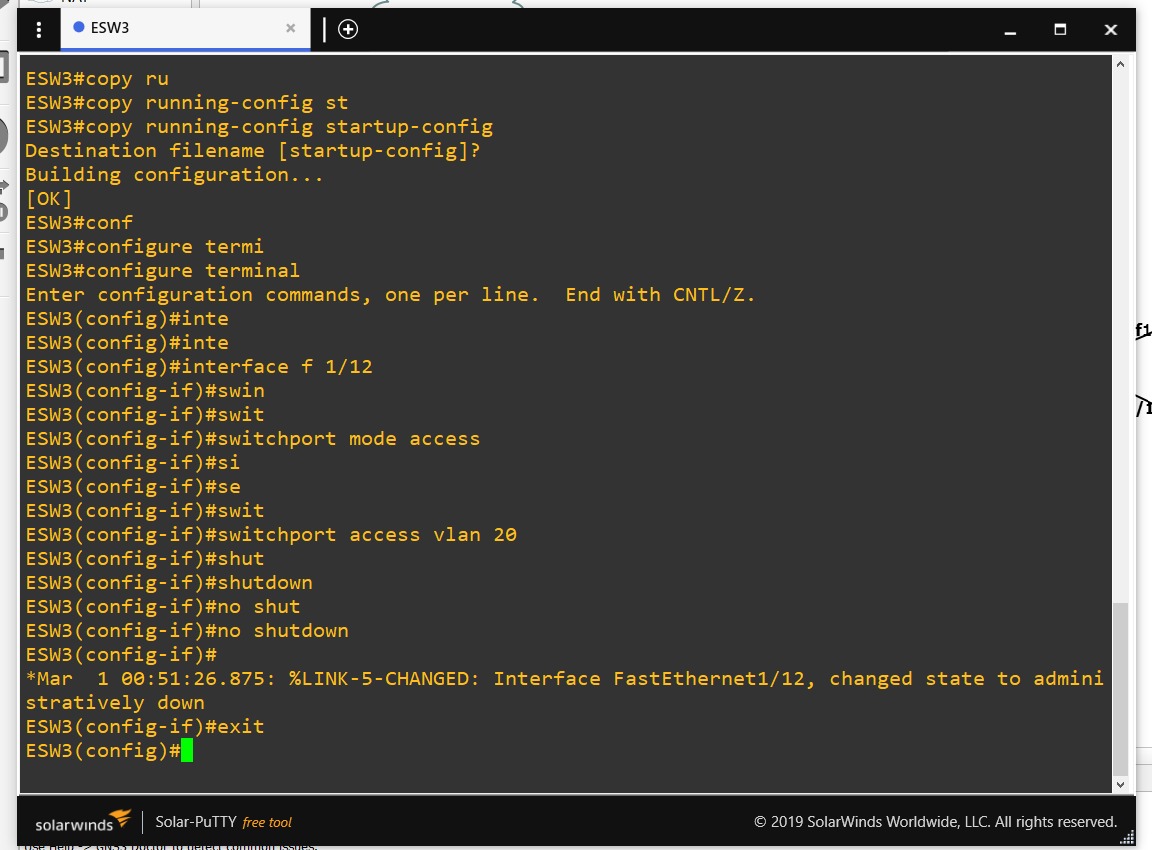 ESW3
ESW3#copy ru
ESW3#copy running-config st
ESW3#copy running-config startup-config
Destination filename [startup-config]?
Building configuration...
[OK]
ESW3#conf
ESW3#configure termi
ESW3#configure terminal
Enter configuration commands, one per line.  End with CNTL/Z.
ESW3(config)#inte
ESW3(config)#inte
ESW3(config)#interface f 1/12
ESW3(config-if)#swin
ESW3(config-if)#swit
ESW3(config-if)#switchport mode access
ESW3(config-if)#si
ESW3(config-if)#se
ESW3(config-if)#swit
ESW3(config-if)#switchport access vlan 20
ESW3(config-if)#shut
ESW3(config-if)#shutdown
ESW3(config-if)#no shut
ESW3(config-if)#no shutdown
ESW3(config-if)#
*Mar  1 00:51:26.875: %LINK-5-CHANGED: Interface FastEthernet1/12, changed state to admini
stratively down
ESW3(config-if)#exit
ESW3(config)#
solarwinds Solar-PuTTY free tool © 2019 SolarWinds Worldwide, LLC. All rights reserved.